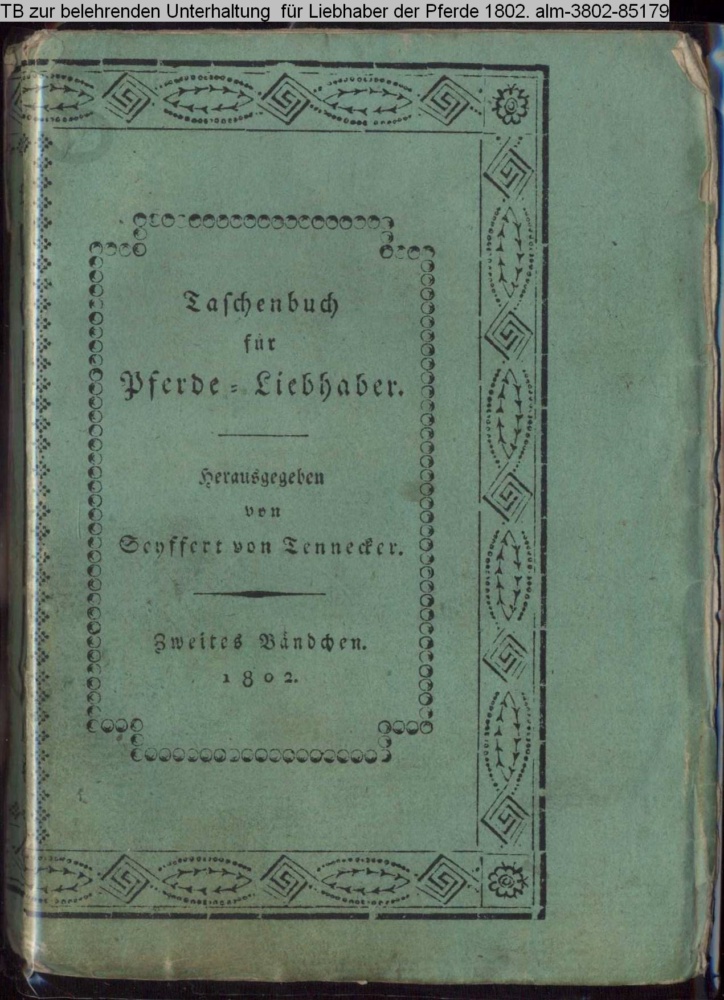 TB zur belehrenden Unterhaltung für Liebhaber der Pferde 1802. alm-3802-85179
Taschenbuch
für
Pferde-Liebhaber.
Herausgegeben
von
Seyffert von Tennecker.
Zweites Bändchen.
1802.